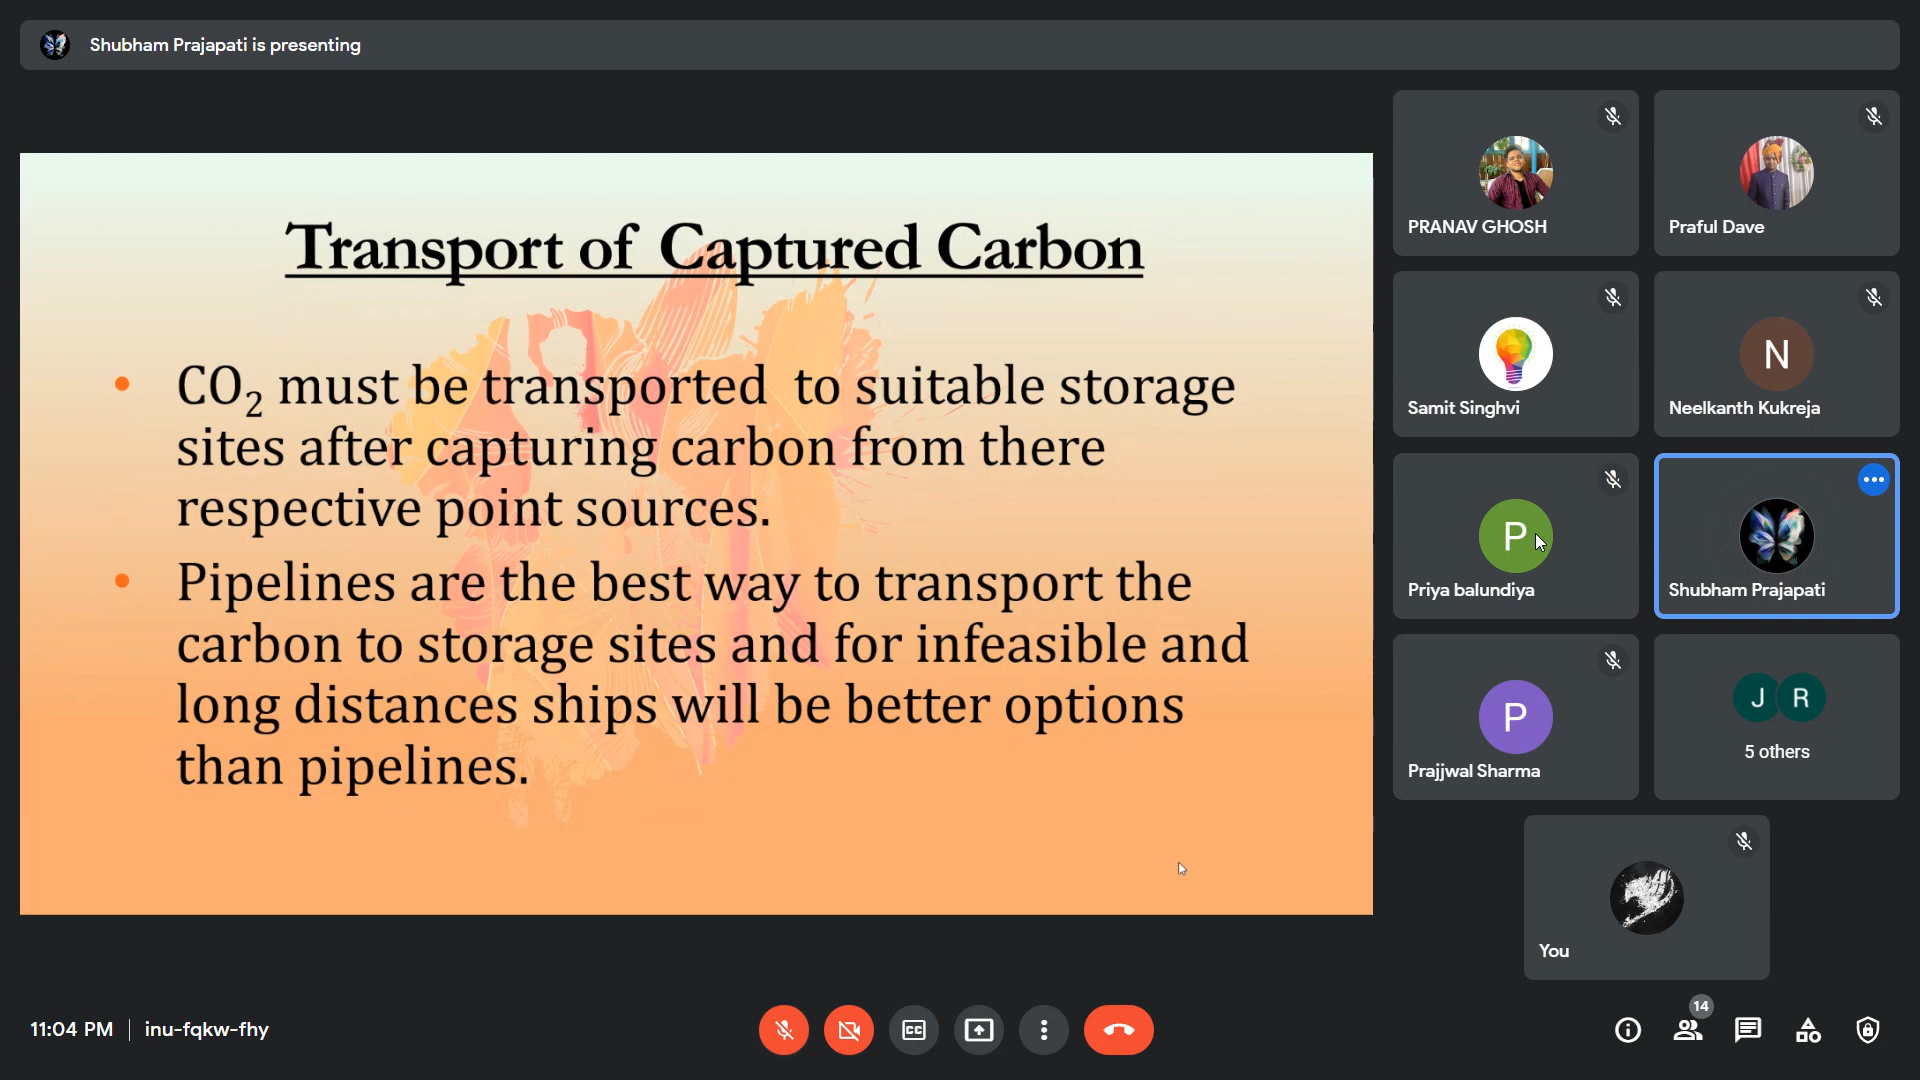 Shubham Prajapati is presenting
Transport of Captured Carbon
• CO₂ must be transported to suitable storage
sites after capturing carbon from there
respective point sources.
• Pipelines are the best way to transport the
carbon to storage sites and for infeasible and
long distances ships will be better options
than pipelines.
PRANAV GHOSH
Praful Dave
Samit Singhvi
N
Neelkanth Kukreja
P
Priya balundiya
Shubham Prajapati
P
Prajjwal Sharma
J R
5 others
You
11:04 PM | inu-fqkw-fhy
CC
14